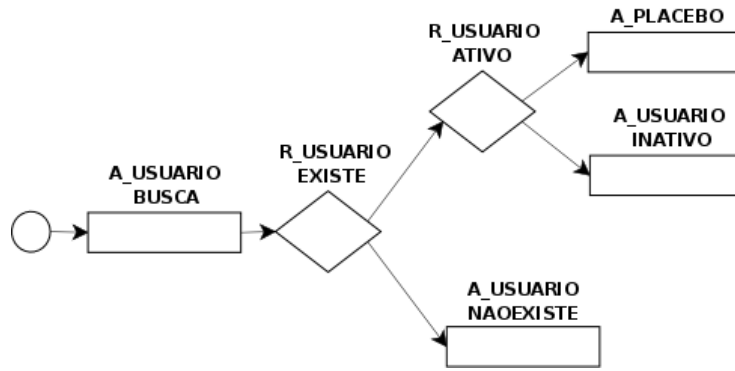 A_USUARIO
BUSCA
R_USUARIO
EXISTE
R_USUARIO
ATIVO
A_PLACEBO
A_USUARIO
INATIVO
A_USUARIO
NAOEXISTE